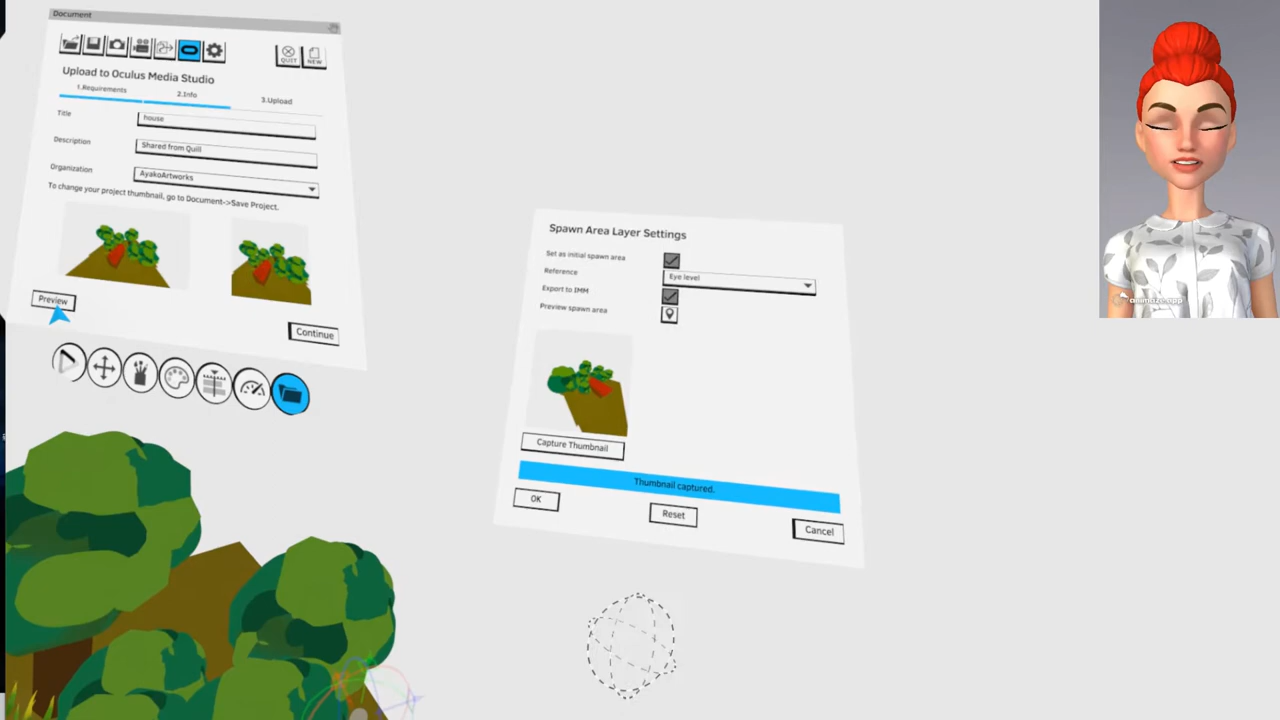 Document
QUIT
NEW
Upload to Oculus Media Studio
1.Requirements
2.Info
3.Upload
Title
house
Description
Shared from Quill
Organization
AyakoArtworks
To change your project thumbnail, go to Document->Save Project.
Preview
Continue
Spawn Area Layer Settings
Set as initial spawn area
Reference
Eye level
Export to IMM
Preview spawn area
Capture Thumbnail
Thumbnail captured.
OK
Reset
Cancel
animaze.app